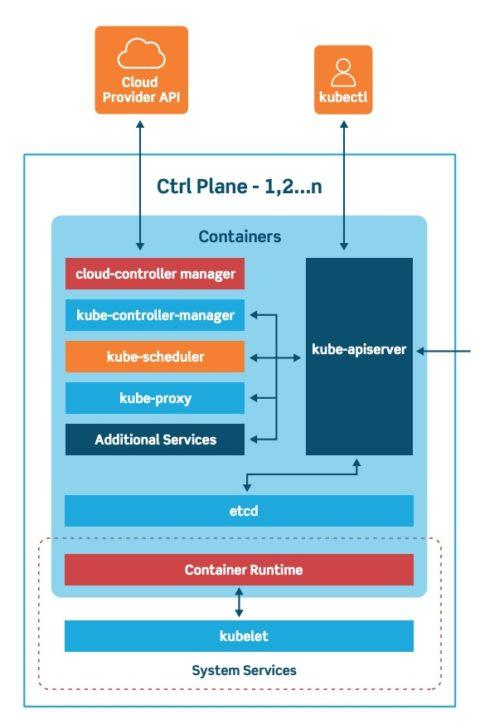 Cloud
Provider API
kubectl
Ctrl Plane - 1,2...n
Containers
cloud-controller manager
kube-controller-manager
kube-scheduler
kube-proxy
Additional Services
kube-apiserver
etcd
Container Runtime
kubelet
System Services